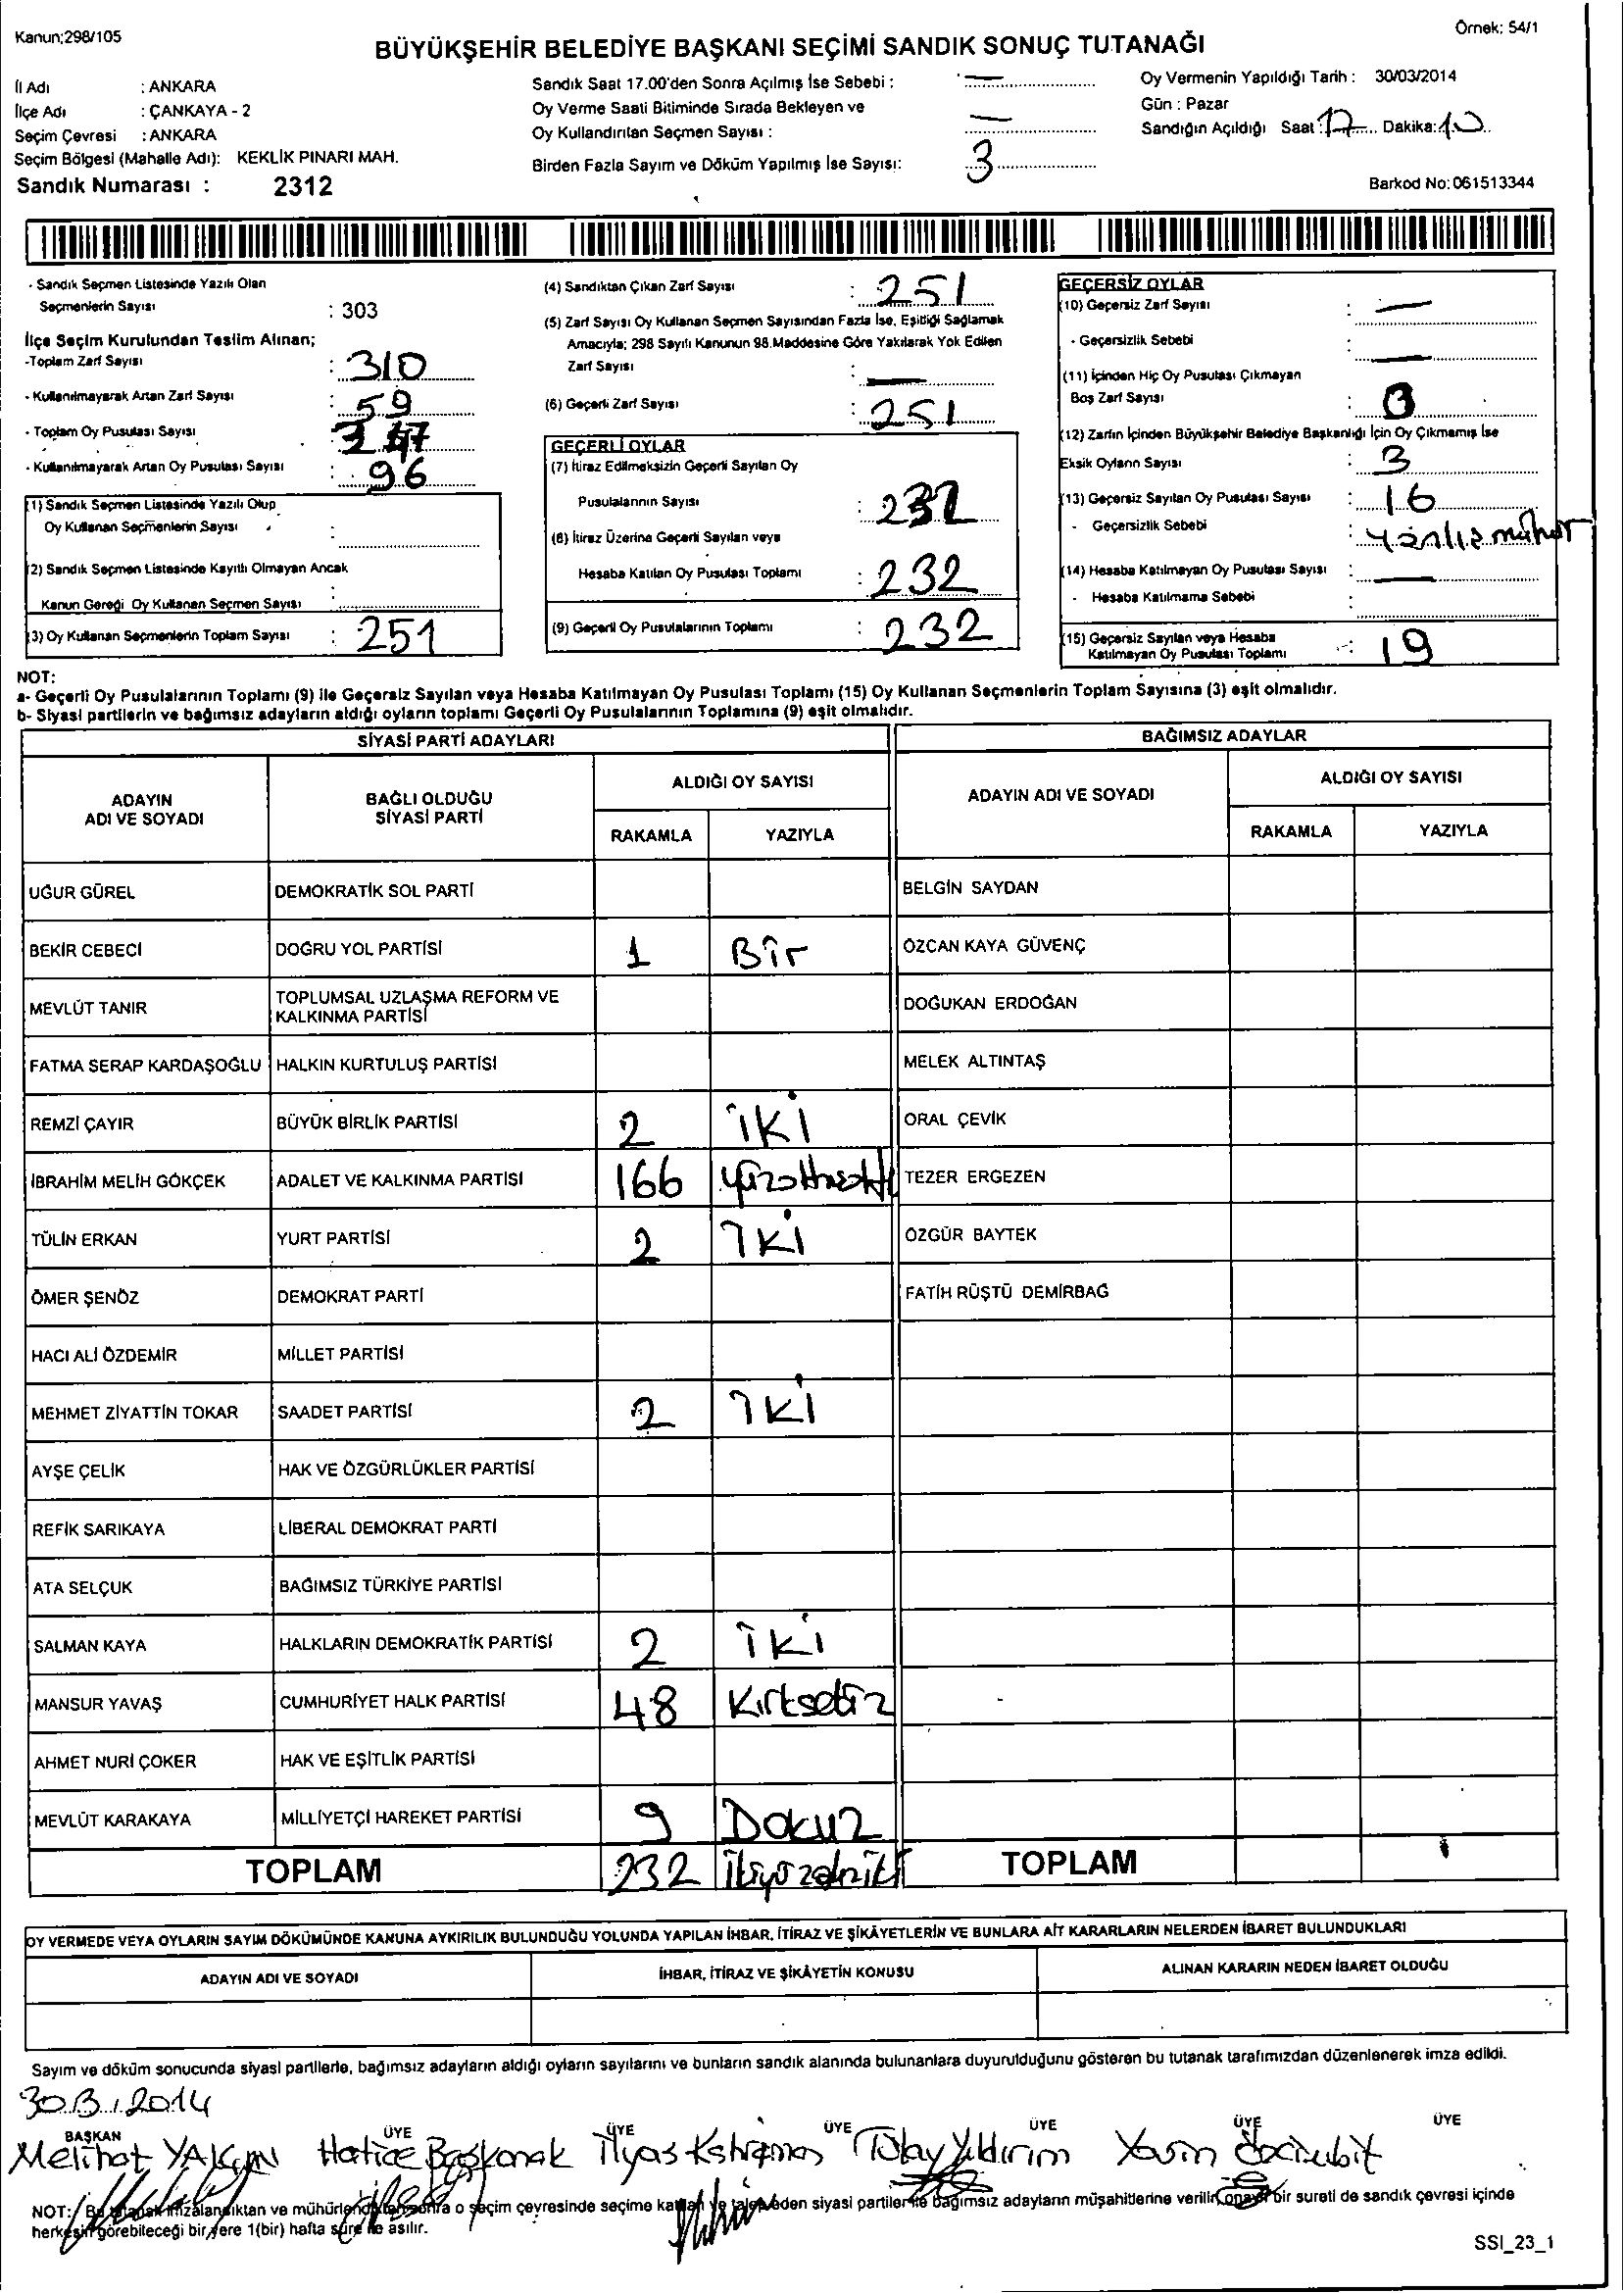 Kanun;298/105
Örnek: 54/1
BÜYÜKŞEHİR BELEDİYE BAŞKANI SEÇİMİ SANDIK SONUÇ TUTANAĞI
İl Adı : ANKARA
İlçe Adı : ÇANKAYA - 2
Seçim Çevresi : ANKARA
Seçim Bölgesi (Mahalle Adı): KEKLİK PINARI MAH.
Sandık Numarası : 2312
Sandık Saat 17.00'den Sonra Açılmış İse Sebebi : —
Oy Verme Saati Bitiminde Sırada Bekleyen ve
Oy Kullandırılan Seçmen Sayısı : —
Birden Fazla Sayım ve Döküm Yapılmış İse Sayısı: 3
Oy Vermenin Yapıldığı Tarih : 30/03/2014
Gün : Pazar
Sandığın Açıldığı Saat : 17 Dakika: 10
Barkod No: 061513344
- Sandık Seçmen Listesinde Yazılı Olan
Seçmenlerin Sayısı : 303
İlçe Seçim Kurulundan Teslim Alınan;
-Toplam Zarf Sayısı : 310
- Kullanılmayarak Artan Zarf Sayısı : 59
- Toplam Oy Pusulası Sayısı : 347
- Kullanılmayarak Artan Oy Pusulası Sayısı : 96
(1) Sandık Seçmen Listesinde Yazılı Olup
Oy Kullanan Seçmenlerin Sayısı :
(2) Sandık Seçmen Listesinde Kayıtlı Olmayan Ancak
Kanun Gereği Oy Kullanan Seçmen Sayısı :
(3) Oy Kullanan Seçmenlerin Toplam Sayısı : 251
(4) Sandıktan Çıkan Zarf Sayısı : 251
(5) Zarf Sayısı Oy Kullanan Seçmen Sayısından Fazla İse, Eşitliği Sağlamak
Amacıyla; 298 Sayılı Kanunun 98.Maddesine Göre Yakılarak Yok Edilen
Zarf Sayısı : —
(6) Geçerli Zarf Sayısı : 251
GEÇERLİ OYLAR
(7) İtiraz Edilmeksizin Geçerli Sayılan Oy
Pusulalarının Sayısı : 232
(8) İtiraz Üzerine Geçerli Sayılan veya
Hesaba Katılan Oy Pusulası Toplamı : 232
(9) Geçerli Oy Pusulalarının Toplamı : 232
GEÇERSİZ OYLAR
(10) Geçersiz Zarf Sayısı : —
- Geçersizlik Sebebi : —
(11) İçinden Hiç Oy Pusulası Çıkmayan
Boş Zarf Sayısı : 0
(12) Zarfın İçinden Büyükşehir Belediye Başkanlığı İçin Oy Çıkmamış İse
Eksik Oyların Sayısı : 3
(13) Geçersiz Sayılan Oy Pusulası Sayısı : 16
- Geçersizlik Sebebi : yanlış mühür
(14) Hesaba Katılmayan Oy Pusulası Sayısı : —
- Hesaba Katılmama Sebebi :
(15) Geçersiz Sayılan veya Hesaba
Katılmayan Oy Pusulası Toplamı : 19
NOT:
a- Geçerli Oy Pusulalarının Toplamı (9) ile Geçersiz Sayılan veya Hesaba Katılmayan Oy Pusulası Toplamı (15) Oy Kullanan Seçmenlerin Toplam Sayısına (3) eşit olmalıdır.
b- Siyasi partilerin ve bağımsız adayların aldığı oyların toplamı Geçerli Oy Pusulalarının Toplamına (9) eşit olmalıdır.
SİYASİ PARTİ ADAYLARI BAĞIMSIZ ADAYLAR
ADAYIN ADI VE SOYADI BAĞLI OLDUĞU SİYASİ PARTİ ALDIĞI OY SAYISI ADAYIN ADI VE SOYADI ALDIĞI OY SAYISI
RAKAMLA YAZIYLA RAKAMLA YAZIYLA
UĞUR GÜREL DEMOKRATİK SOL PARTİ BELGİN SAYDAN
BEKİR CEBECİ DOĞRU YOL PARTİSİ 1 Bir ÖZCAN KAYA GÜVENÇ
MEVLÜT TANIR TOPLUMSAL UZLAŞMA REFORM VE KALKINMA PARTİSİ DOĞUKAN ERDOĞAN
FATMA SERAP KARDAŞOĞLU HALKIN KURTULUŞ PARTİSİ MELEK ALTINTAŞ
REMZİ ÇAYIR BÜYÜK BİRLİK PARTİSİ 2 iKi ORAL ÇEVİK
İBRAHİM MELİH GÖKÇEK ADALET VE KALKINMA PARTİSİ 166 yüzaltmışaltı TEZER ERGEZEN
TÜLİN ERKAN YURT PARTİSİ 2 iKi ÖZGÜR BAYTEK
ÖMER ŞENÖZ DEMOKRAT PARTİ FATİH RÜŞTÜ DEMİRBAĞ
HACI ALİ ÖZDEMİR MİLLET PARTİSİ
MEHMET ZİYATTİN TOKAR SAADET PARTİSİ 2 iKi
AYŞE ÇELİK HAK VE ÖZGÜRLÜKLER PARTİSİ
REFİK SARIKAYA LİBERAL DEMOKRAT PARTİ
ATA SELÇUK BAĞIMSIZ TÜRKİYE PARTİSİ
SALMAN KAYA HALKLARIN DEMOKRATİK PARTİSİ 2 iKi
MANSUR YAVAŞ CUMHURİYET HALK PARTİSİ 48 Kırksekiz
AHMET NURİ ÇOKER HAK VE EŞİTLİK PARTİSİ
MEVLÜT KARAKAYA MİLLİYETÇİ HAREKET PARTİSİ 9 Dokuz
TOPLAM 232 ikiyüzotuziki TOPLAM
OY VERMEDE VEYA OYLARIN SAYIM DÖKÜMÜNDE KANUNA AYKIRILIK BULUNDUĞU YOLUNDA YAPILAN İHBAR, İTİRAZ VE ŞİKÂYETLERİN VE BUNLARA AİT KARARLARIN NELERDEN İBARET BULUNDUKLARI
ADAYIN ADI VE SOYADI İHBAR, İTİRAZ VE ŞİKÂYETİN KONUSU ALINAN KARARIN NEDEN İBARET OLDUĞU
Sayım ve döküm sonucunda siyasi partilerle, bağımsız adayların aldığı oyların sayılarını ve bunların sandık alanında bulunanlara duyurulduğunu gösteren bu tutanak tarafımızdan düzenlenerek imza edildi.
30.3.2014
BAŞKAN ÜYE ÜYE ÜYE ÜYE ÜYE ÜYE
Melihat Hatice Başkonak İlyas Tülay Yıldırım
NOT: Bu tutanak imzalandıktan ve mühürlendikten sonra o seçim çevresinde seçime katılan ve talep eden siyasi partiler ile bağımsız adayların müşahitlerine verilir, onaylı bir sureti de sandık çevresi içinde
herkesin görebileceği bir yere 1(bir) hafta süre ile asılır.
SSI_23_1